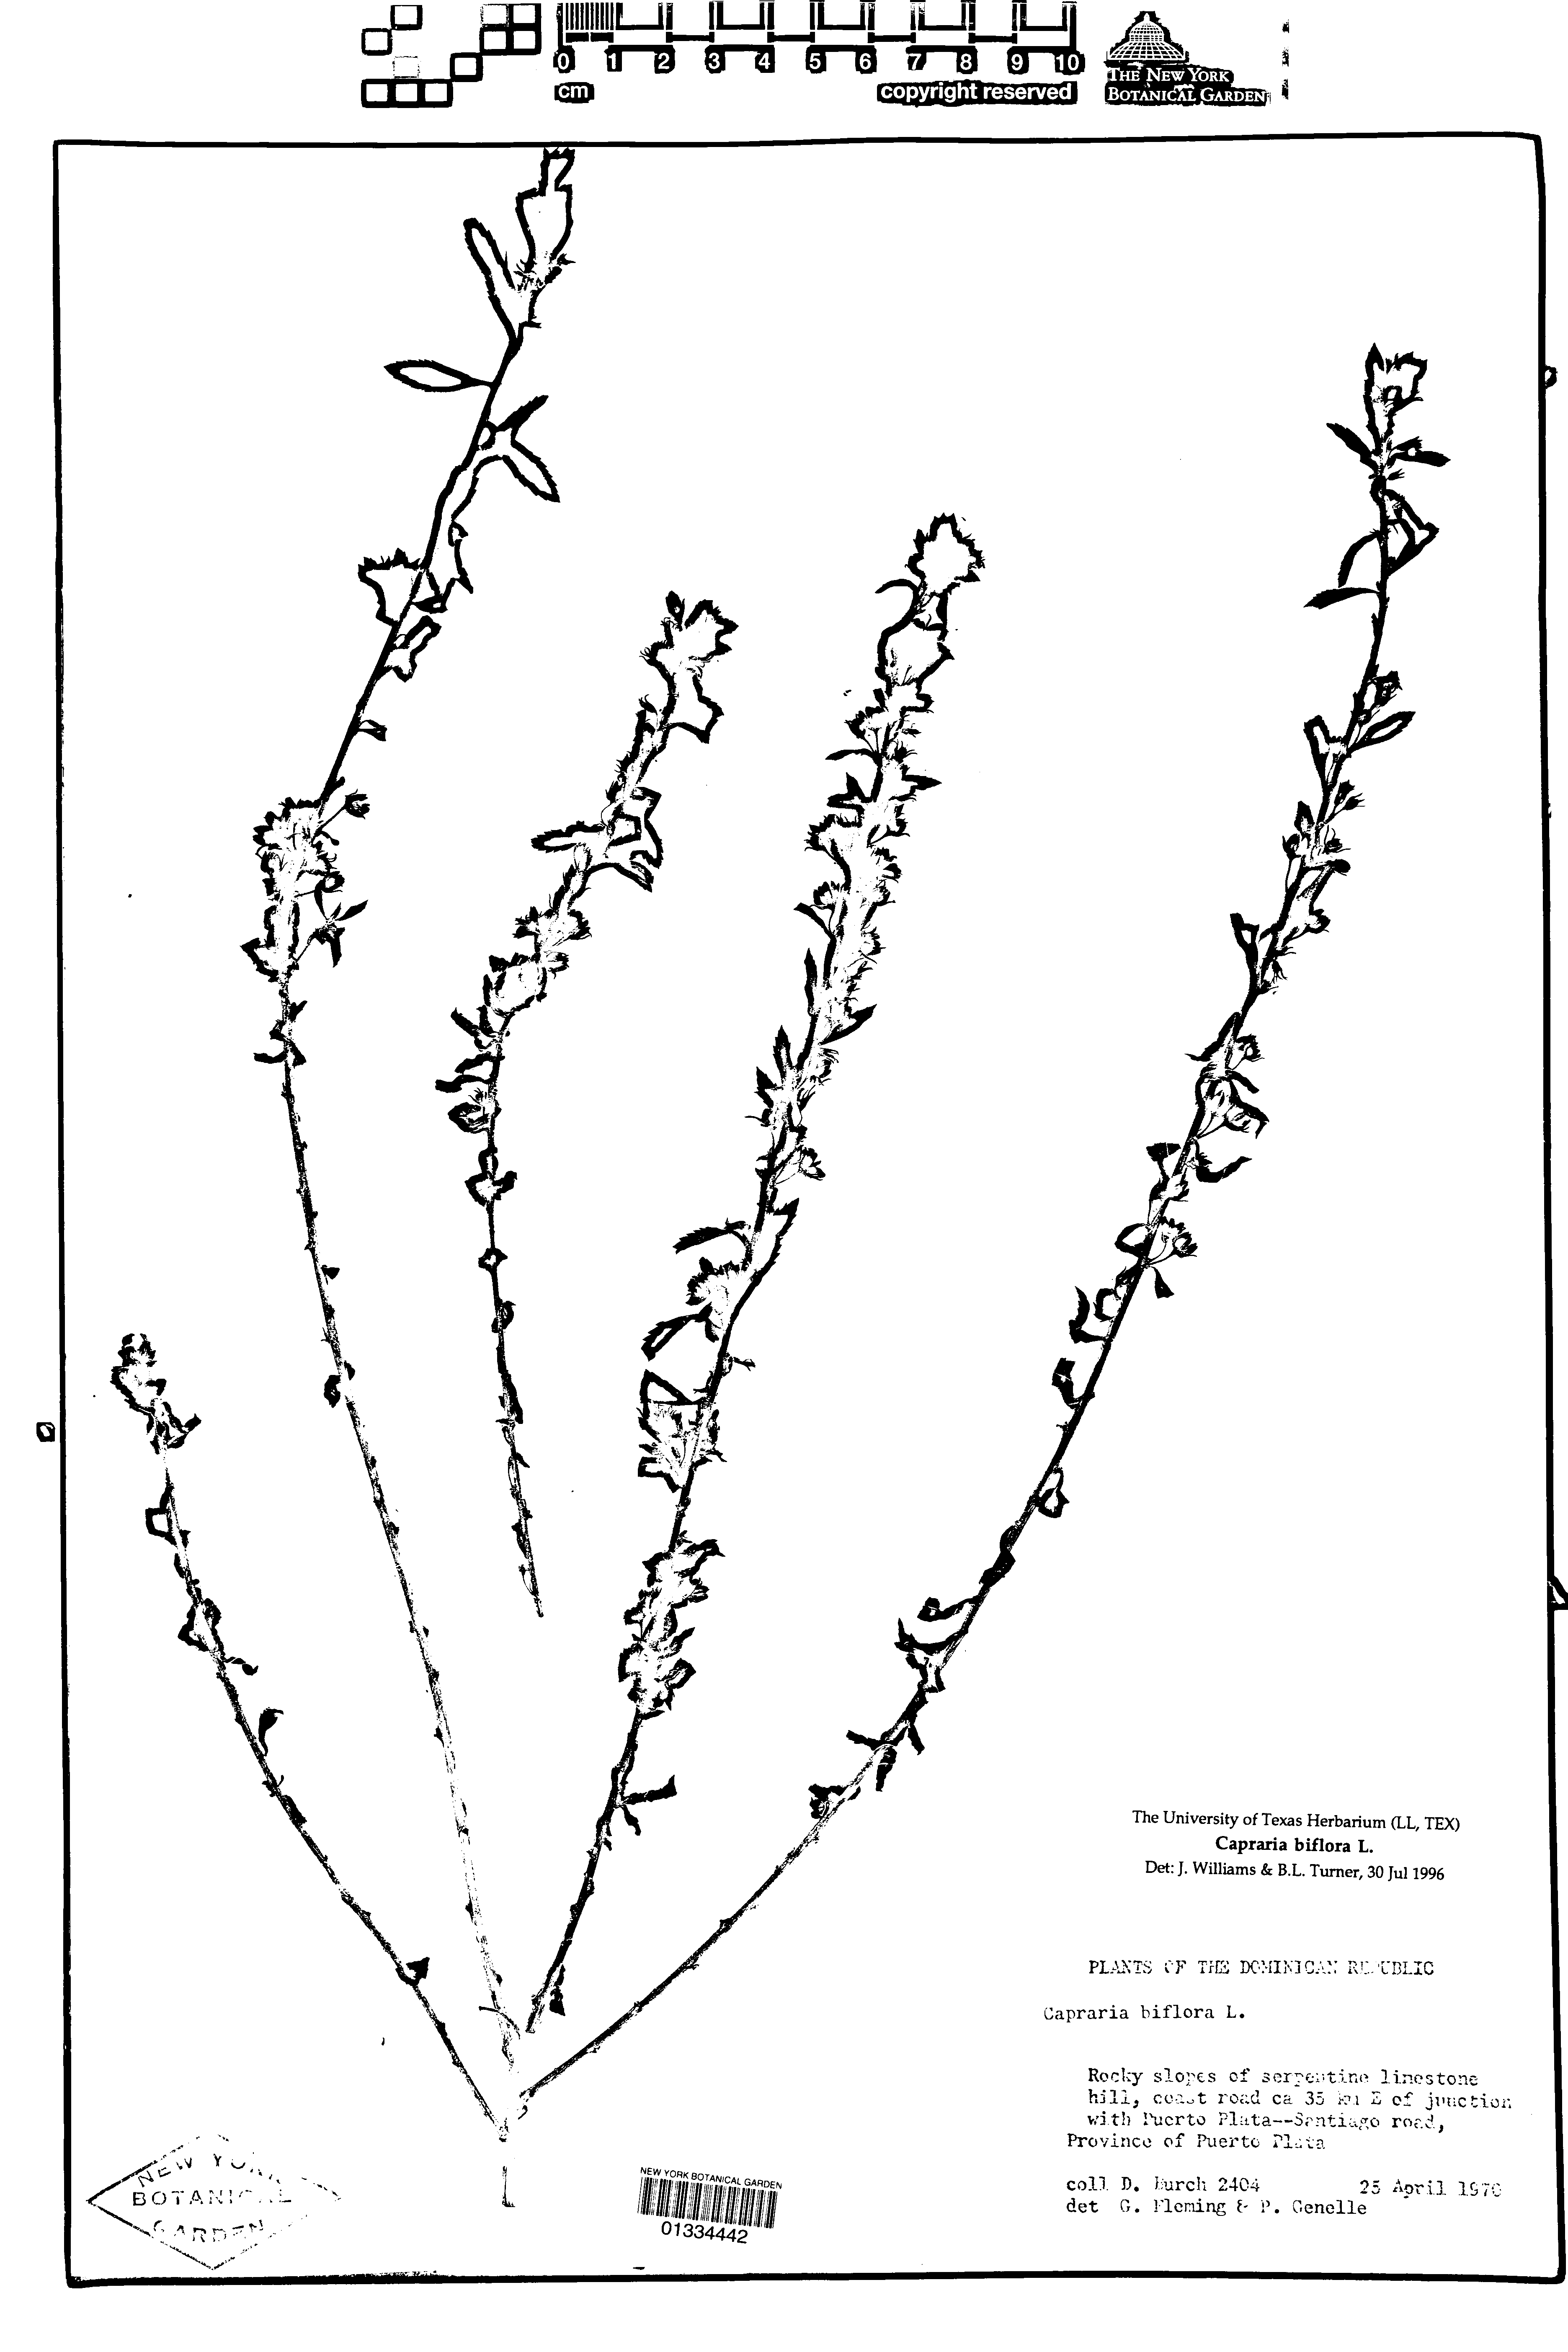 0 1 2 3 4 5 6 7 8 9 10
cm copyright reserved
THE NEW YORK
BOTANICAL GARDEN
The University of Texas Herbarium (LL, TEX)
Capraria biflora L.
Det: J. Williams & B.L. Turner, 30 Jul 1996
PLANTS OF THE DOMINICAN REPUBLIC
Capraria biflora L.
Rocky slopes of serpentine limestone
hill, coast road ca 35 km E of junction
with Puerto Plata--Santiago road,
Province of Puerto Plata
coll D. Burch 2404 25 April
det G. Fleming & P. Genelle
NEW YORK
BOTANICAL
GARDEN
NEW YORK BOTANICAL GARDEN
01334442